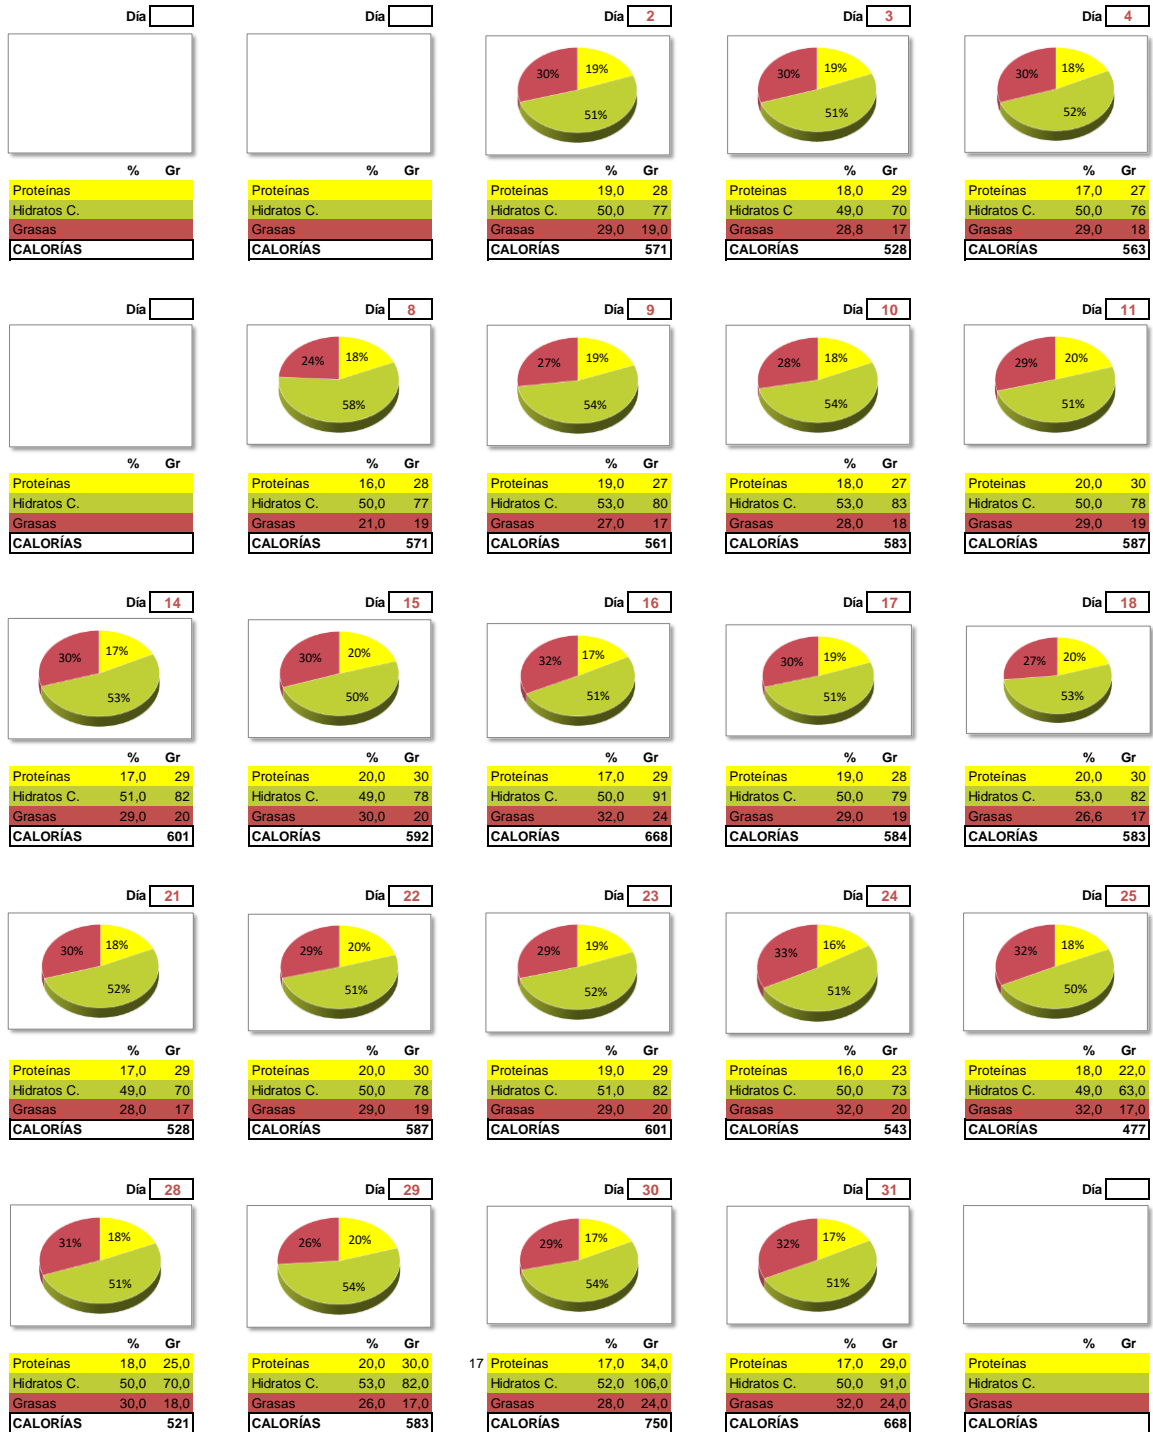 Día Día Día 2 Día 3 Día 4
30% 19% 30% 19% 30% 18%
51% 51% 52%
% Gr % Gr % Gr % Gr % Gr
Proteínas Proteínas Proteínas 19,0 28 Proteínas 18,0 29 Proteínas 17,0 27
Hidratos C. Hidratos C. Hidratos C. 50,0 77 Hidratos C 49,0 70 Hidratos C. 50,0 76
Grasas Grasas Grasas 29,0 19,0 Grasas 28,8 17 Grasas 29,0 18
CALORÍAS CALORÍAS CALORÍAS 571 CALORÍAS 528 CALORÍAS 563
Día Día 8 Día 9 Día 10 Día 11
24% 18% 27% 19% 28% 18% 29% 20%
58% 54% 54% 51%
% Gr % Gr % Gr % Gr % Gr
Proteínas Proteínas 16,0 28 Proteínas 19,0 27 Proteínas 18,0 27 Proteinas 20,0 30
Hidratos C. Hidratos C. 50,0 77 Hidratos C. 53,0 80 Hidratos C. 53,0 83 Hidratos C. 50,0 78
Grasas Grasas 21,0 19 Grasas 27,0 17 Grasas 28,0 18 Grasas 29,0 19
CALORÍAS CALORÍAS 571 CALORÍAS 561 CALORÍAS 583 CALORÍAS 587
Día 14 Día 15 Día 16 Día 17 Día 18
30% 17% 30% 20% 32% 17% 30% 19% 27% 20%
53% 50% 51% 51% 53%
% Gr % Gr % Gr % Gr % Gr
Proteínas 17,0 29 Proteínas 20,0 30 Proteínas 17,0 29 Proteínas 19,0 28 Proteínas 20,0 30
Hidratos C. 51,0 82 Hidratos C. 49,0 78 Hidratos C. 50,0 91 Hidratos C. 50,0 79 Hidratos C. 53,0 82
Grasas 29,0 20 Grasas 30,0 20 Grasas 32,0 24 Grasas 29,0 19 Grasas 26,6 17
CALORÍAS 601 CALORÍAS 592 CALORÍAS 668 CALORÍAS 584 CALORÍAS 583
Día 21 Día 22 Día 23 Día 24 Día 25
30% 18% 29% 20% 29% 19% 33% 16% 32% 18%
52% 51% 52% 51% 50%
% Gr % Gr % Gr % Gr % Gr
Proteínas 17,0 29 Proteínas 20,0 30 Proteínas 19,0 29 Proteínas 16,0 23 Proteínas 18,0 22,0
Hidratos C. 49,0 70 Hidratos C. 50,0 78 Hidratos C. 51,0 82 Hidratos C. 50,0 73 Hidratos C. 49,0 63,0
Grasas 28,0 17 Grasas 29,0 19 Grasas 29,0 20 Grasas 32,0 20 Grasas 32,0 17,0
CALORÍAS 528 CALORÍAS 587 CALORÍAS 601 CALORÍAS 543 CALORÍAS 477
Día 28 Día 29 Día 30 Día 31 Día
31% 18% 26% 20% 29% 17% 32% 17%
51% 54% 54% 51%
% Gr % Gr % Gr % Gr % Gr
Proteínas 18,0 25,0 Proteínas 20,0 30,0 17 Proteínas 17,0 34,0 Proteínas 17,0 29,0 Proteínas
Hidratos C. 50,0 70,0 Hidratos C. 53,0 82,0 Hidratos C. 52,0 106,0 Hidratos C. 50,0 91,0 Hidratos C.
Grasas 30,0 18,0 Grasas 26,0 17,0 Grasas 28,0 24,0 Grasas 32,0 24,0 Grasas
CALORÍAS 521 CALORÍAS 583 CALORÍAS 750 CALORÍAS 668 CALORÍAS